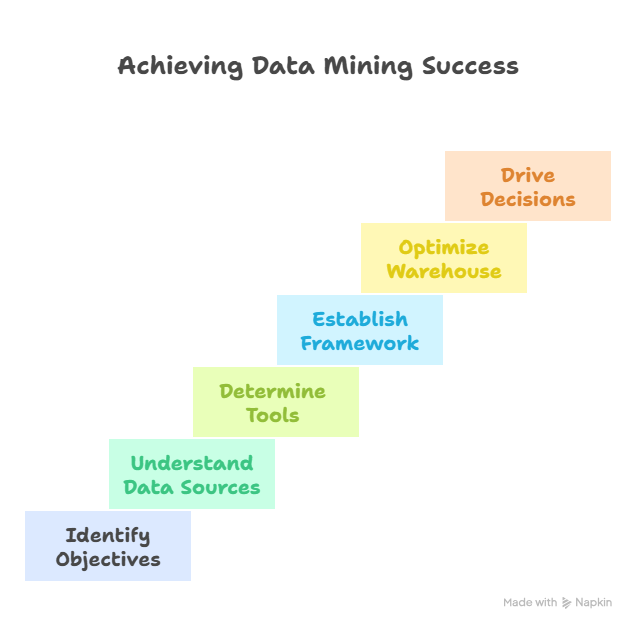 Achieving Data Mining Success
Drive
Decisions
Optimize
Warehouse
Establish
Framework
Determine
Tools
Understand
Data Sources
Identify
Objectives
Made with Napkin